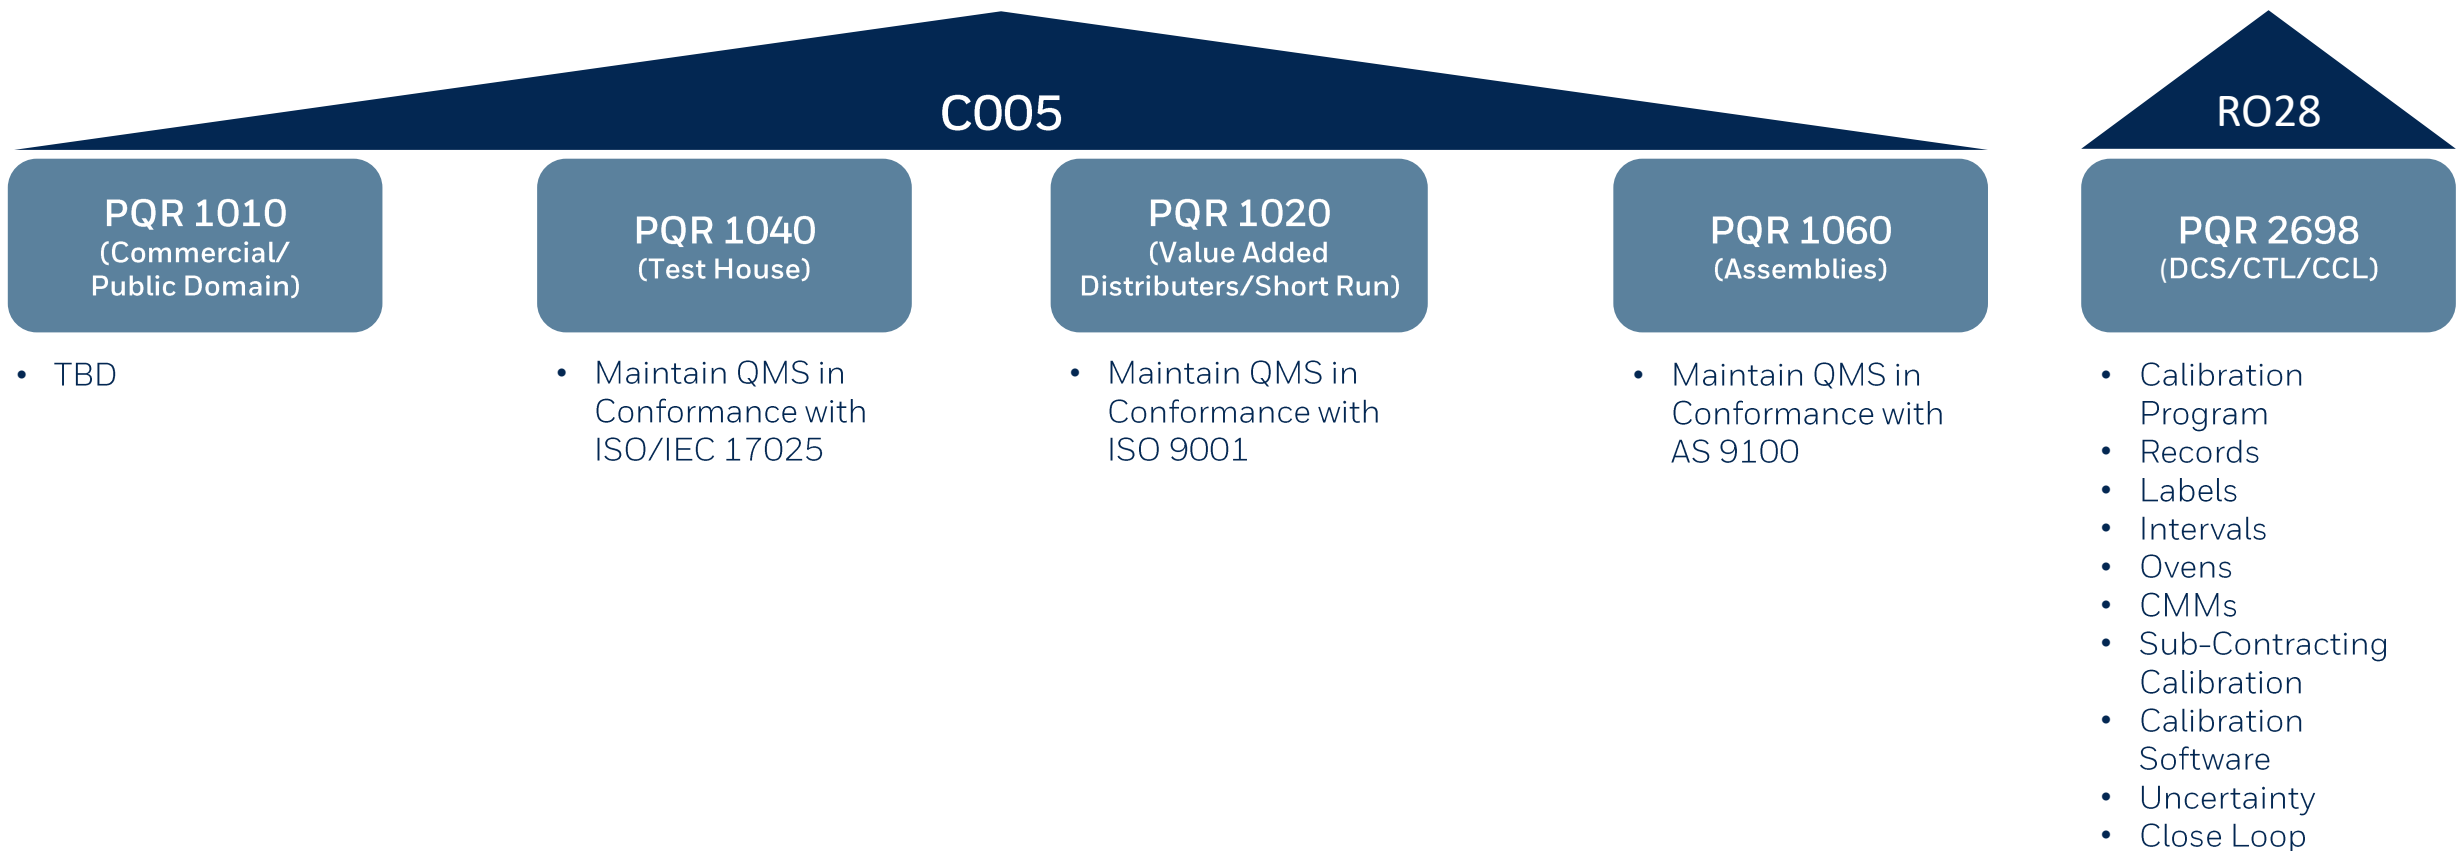 C005
RO28
PQR 1010
(Commercial/
Public Domain)
PQR 1040
(Test House)
PQR 1020
(Value Added
Distributers/Short Run)
PQR 1060
(Assemblies)
PQR 2698
(DCS/CTL/CCL)
• TBD
• Maintain QMS in
Conformance with
ISO/IEC 17025
• Maintain QMS in
Conformance with
ISO 9001
• Maintain QMS in
Conformance with
AS 9100
• Calibration
Program
• Records
• Labels
• Intervals
• Ovens
• CMMs
• Sub-Contracting
Calibration
• Calibration
Software
• Uncertainty
• Close Loop